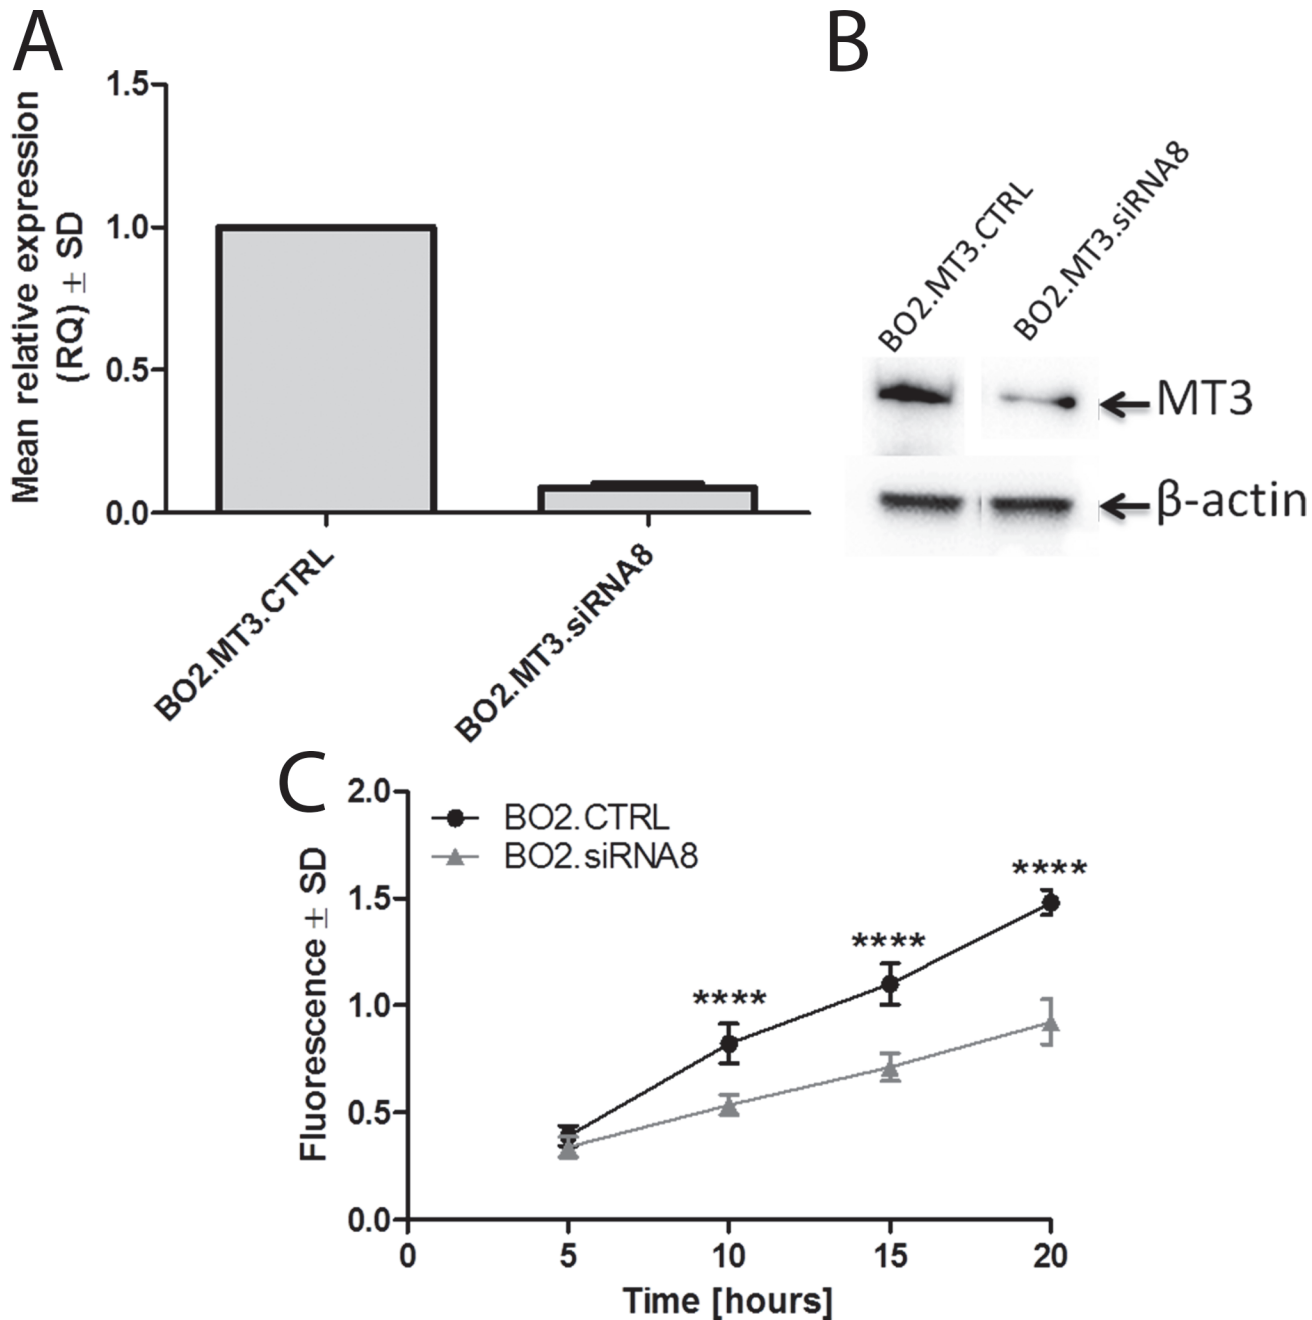 A
Mean relative expression
(RQ) ± SD
1.5
1.0
0.5
0.0
BO2.MT3.CTRL
BO2.MT3.siRNA8
B
BO2.MT3.CTRL
BO2.MT3.siRNA8
MT3
β-actin
C
Fluorescence ± SD
2.0
1.5
1.0
0.5
0.0
BO2.CTRL
BO2.siRNA8
****
****
****
0 5 10 15 20
Time [hours]